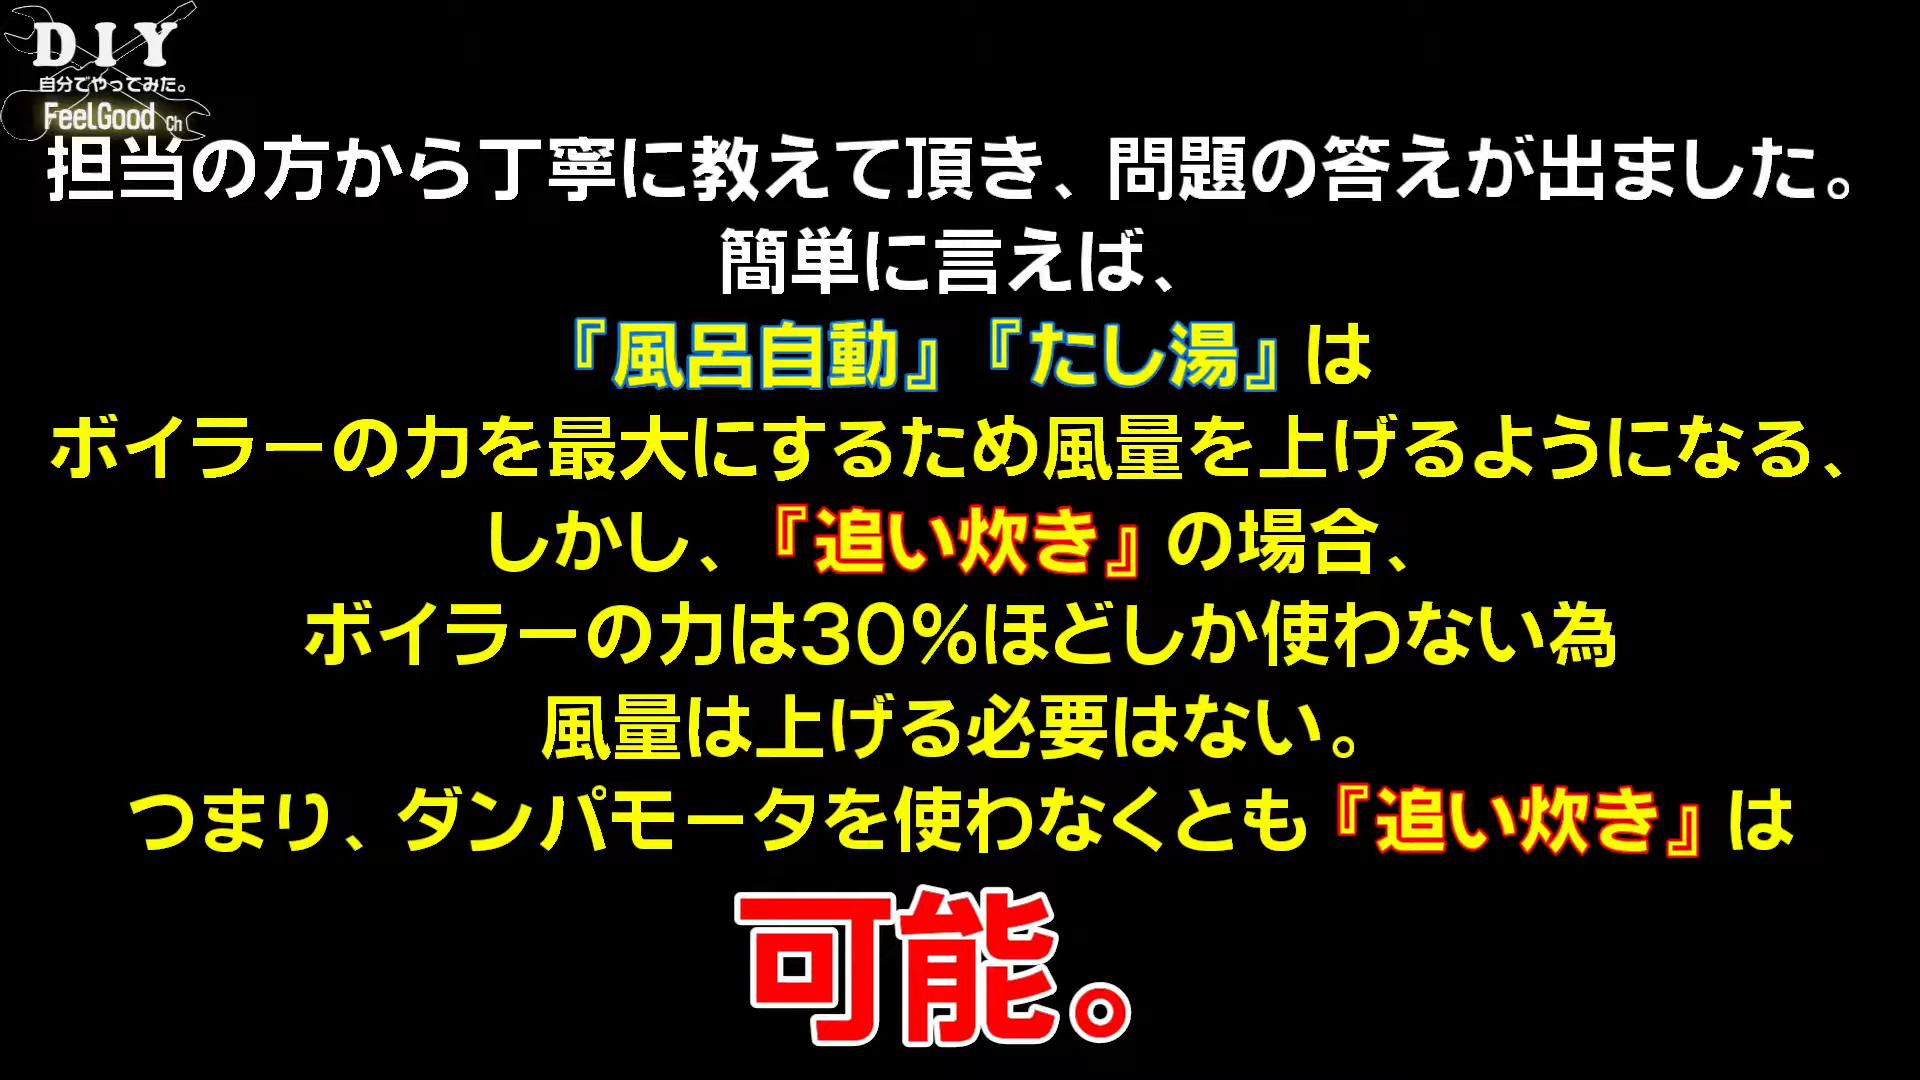 DIY
自分でやってみた。
FeelGood Ch
担当の方から丁寧に教えて頂き、問題の答えが出ました。
簡単に言えば、
『風呂自動』『たし湯』は
ボイラーの力を最大にするため風量を上げるようになる、
しかし、『追い炊き』の場合、
ボイラーの力は30%ほどしか使わない為
風量は上げる必要はない。
つまり、ダンパモータを使わなくとも『追い炊き』は
可能。